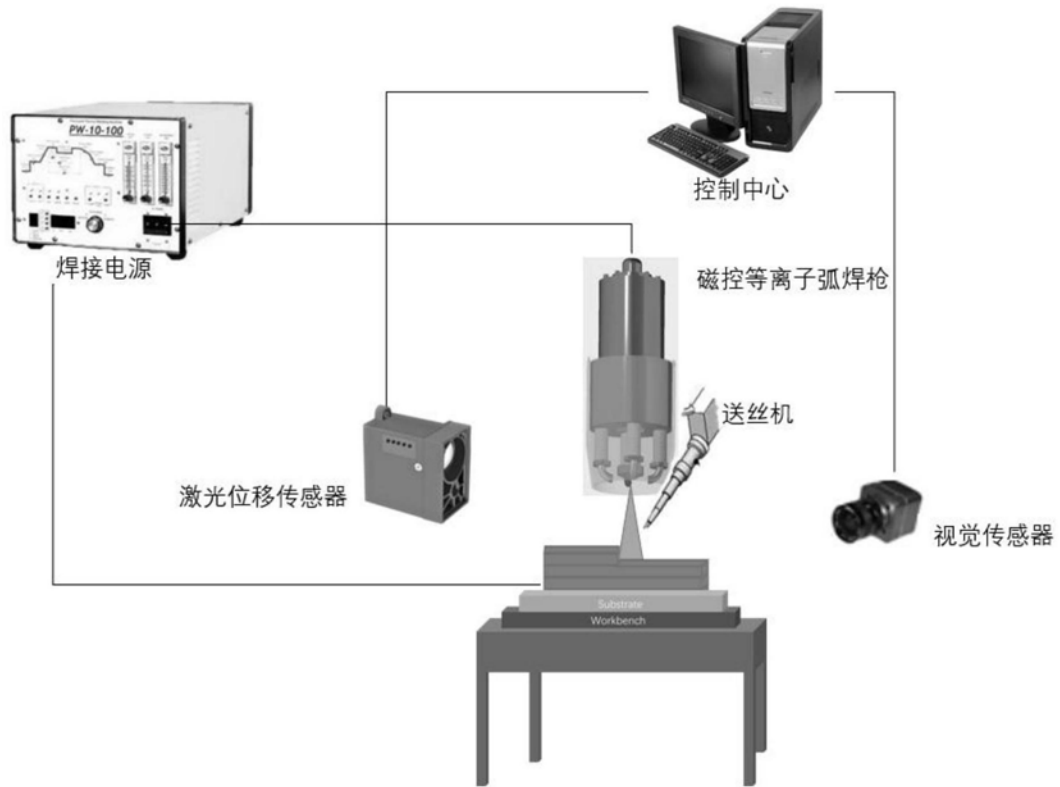 PW-10-100
控制中心
焊接电源
磁控等离子弧焊枪
送丝机
激光位移传感器
视觉传感器
Substrate
Workbench